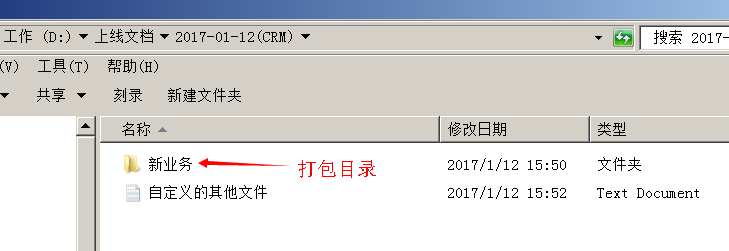 工作 (D:) 上线文档 2017-01-12(CRM) 搜索 2017-
(V) 工具(T) 帮助(H)
共享 刻录 新建文件夹
名称 修改日期 类型
新业务 打包目录 2017/1/12 15:50 文件夹
自定义的其他文件 2017/1/12 15:52 Text Document